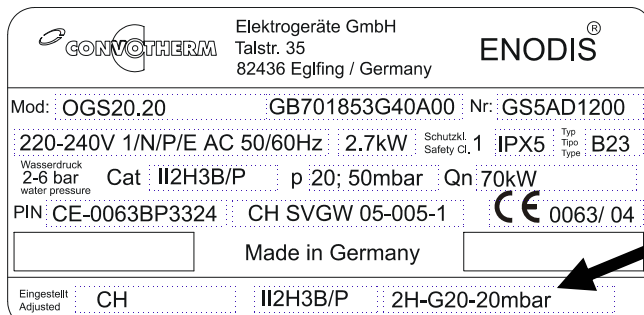 CONVOTHERM
Elektrogeräte GmbH
Talstr. 35
82436 Eglfing / Germany
ENODIS ®
Mod: OGS20.20 GB701853G40A00 Nr: GS5AD1200
220-240V 1/N/P/E AC 50/60Hz 2.7kW Schutzkl. Safety Cl. 1 IPX5 Typ Tipo Type B23
Wasserdruck 2-6 bar water pressure Cat II2H3B/P p 20; 50mbar Qn 70kW
PIN CE-0063BP3324 CH SVGW 05-005-1 CE 0063/ 04
Made in Germany
Eingestellt Adjusted CH II2H3B/P 2H-G20-20mbar